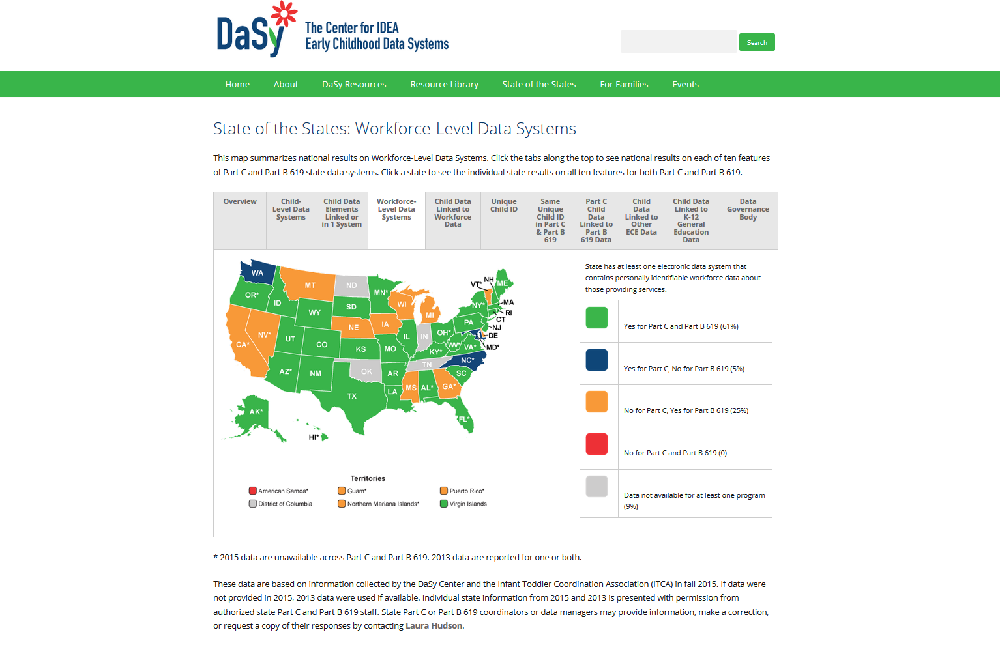 DaSy
The Center for IDEA
Early Childhood Data Systems
Search
Home About DaSy Resources Resource Library State of the States For Families Events
State of the States: Workforce-Level Data Systems
This map summarizes national results on Workforce-Level Data Systems. Click the tabs along the top to see national results on each of ten features
of Part C and Part B 619 state data systems. Click a state to see the individual state results on all ten features for both Part C and Part B 619.
Overview
Child-
Level Data
Systems
Child Data
Elements
Linked or
in 1 System
Workforce-
Level Data
Systems
Child Data
Linked to
Workforce
Data
Unique
Child ID
Same
Unique
Child ID
in Part C
& Part B
619
Part C
Child
Data
Linked to
Part B
619 Data
Child
Data
Linked to
Other
ECE Data
Child Data
Linked to
K-12
General
Education
Data
Data
Governance
Body
WA
MT
ND
MN*
VT*
NH
ME
OR*
ID
SD
WI
MI
NY*
MA
RI
CT
WY
NE
IA
PA
NJ
DE
MD*
NV*
CA*
UT
CO
KS
MO
IL
IN
OH*
WV*
VA*
KY*
NC*
TN
AZ*
NM
OK
AR
SC
TX
LA
MS
AL*
GA*
FL*
AK*
HI*
Territories
American Samoa* Guam* Puerto Rico*
District of Columbia Northern Mariana Islands* Virgin Islands
State has at least one electronic data system that
contains personally identifiable workforce data about
those providing services.
Yes for Part C and Part B 619 (61%)
Yes for Part C, No for Part B 619 (5%)
No for Part C, Yes for Part B 619 (25%)
No for Part C and Part B 619 (0)
Data not available for at least one program
(9%)
* 2015 data are unavailable across Part C and Part B 619. 2013 data are reported for one or both.
These data are based on information collected by the DaSy Center and the Infant Toddler Coordination Association (ITCA) in fall 2015. If data were
not provided in 2015, 2013 data were used if available. Individual state information from 2015 and 2013 is presented with permission from
authorized state Part C and Part B 619 staff. State Part C or Part B 619 coordinators or data managers may provide information, make a correction,
or request a copy of their responses by contacting Laura Hudson.